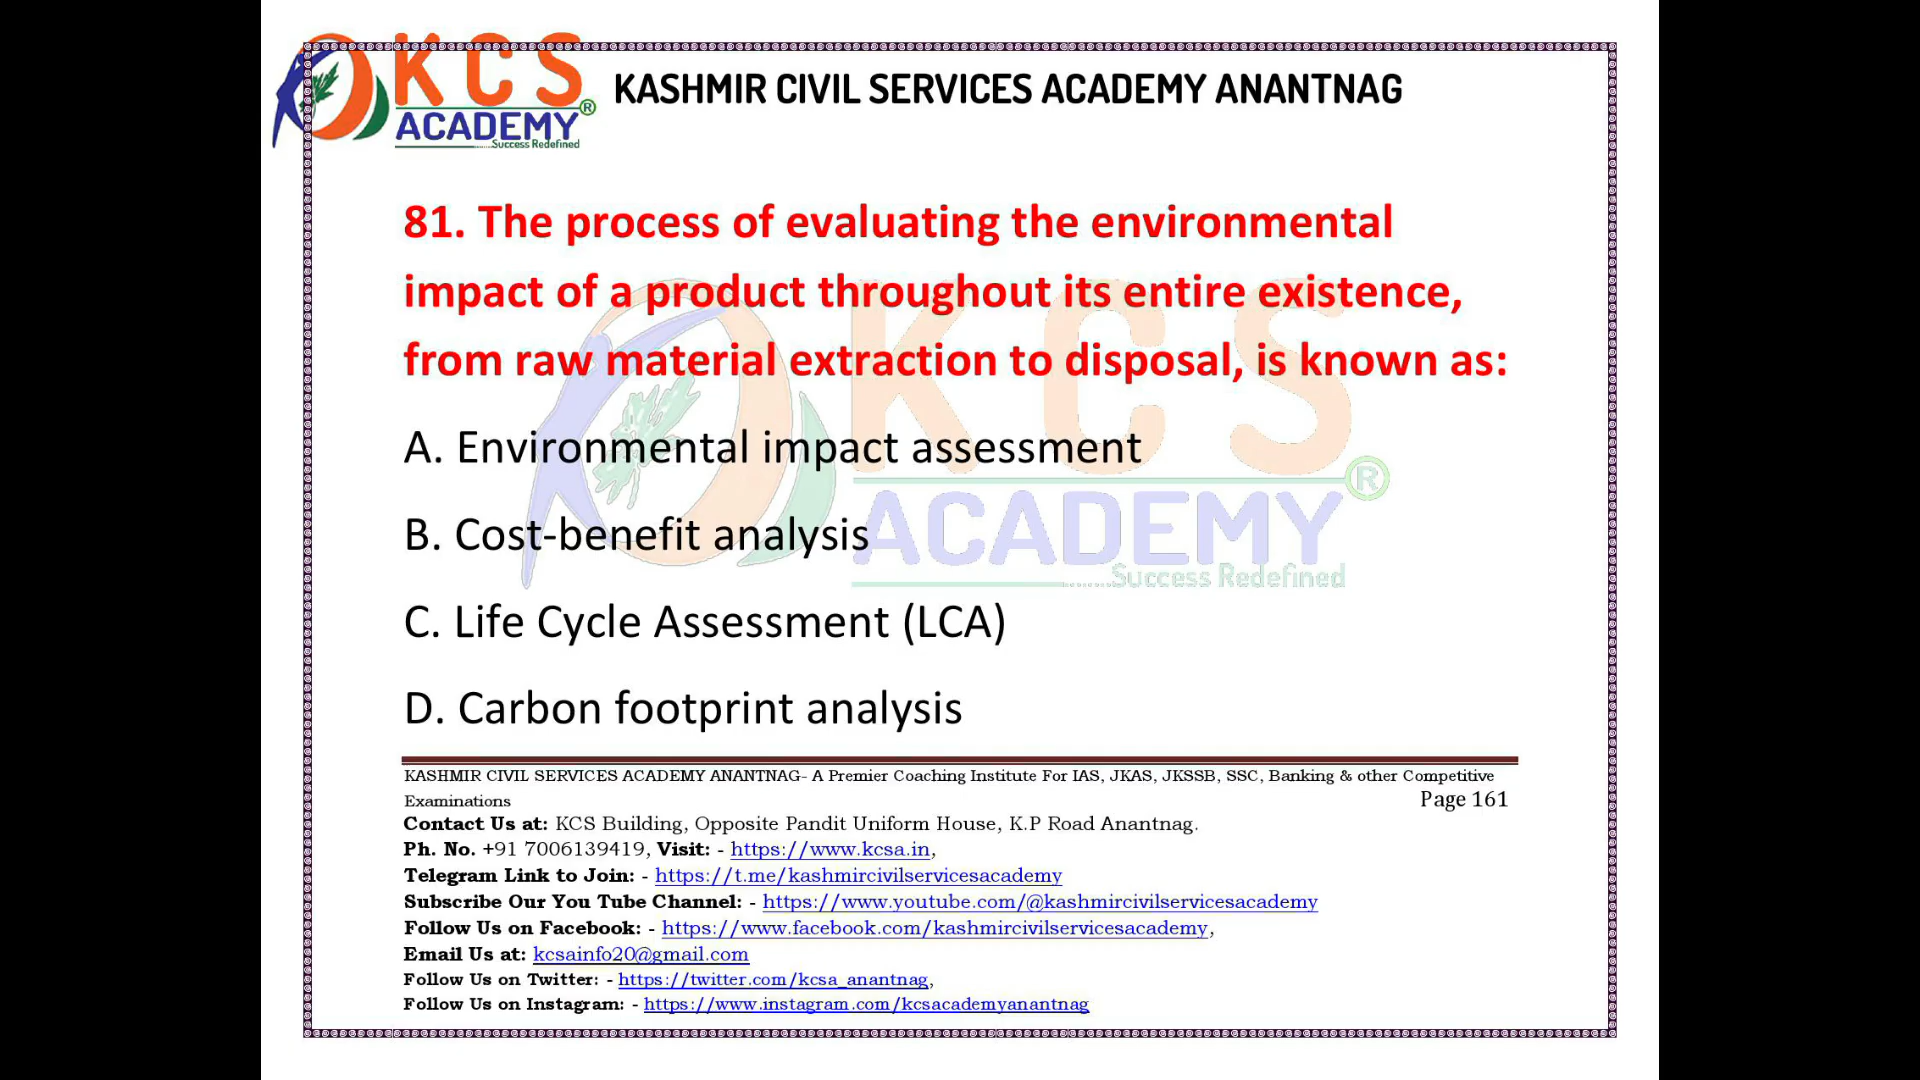 KCS
ACADEMY®
......Success Redefined
KASHMIR CIVIL SERVICES ACADEMY ANANTNAG
81. The process of evaluating the environmental
impact of a product throughout its entire existence,
from raw material extraction to disposal, is known as:
A. Environmental impact assessment
B. Cost-benefit analysis
C. Life Cycle Assessment (LCA)
D. Carbon footprint analysis
KCS
ACADEMY®
.......Success Redefined
KASHMIR CIVIL SERVICES ACADEMY ANANTNAG- A Premier Coaching Institute For IAS, JKAS, JKSSB, SSC, Banking & other Competitive
Examinations Page 161
Contact Us at: KCS Building, Opposite Pandit Uniform House, K.P Road Anantnag.
Ph. No. +91 7006139419, Visit: - https://www.kcsa.in,
Telegram Link to Join: - https://t.me/kashmircivilservicesacademy
Subscribe Our You Tube Channel: - https://www.youtube.com/@kashmircivilservicesacademy
Follow Us on Facebook: - https://www.facebook.com/kashmircivilservicesacademy,
Email Us at: kcsainfo20@gmail.com
Follow Us on Twitter: - https://twitter.com/kcsa_anantnag,
Follow Us on Instagram: - https://www.instagram.com/kcsacademyanantnag